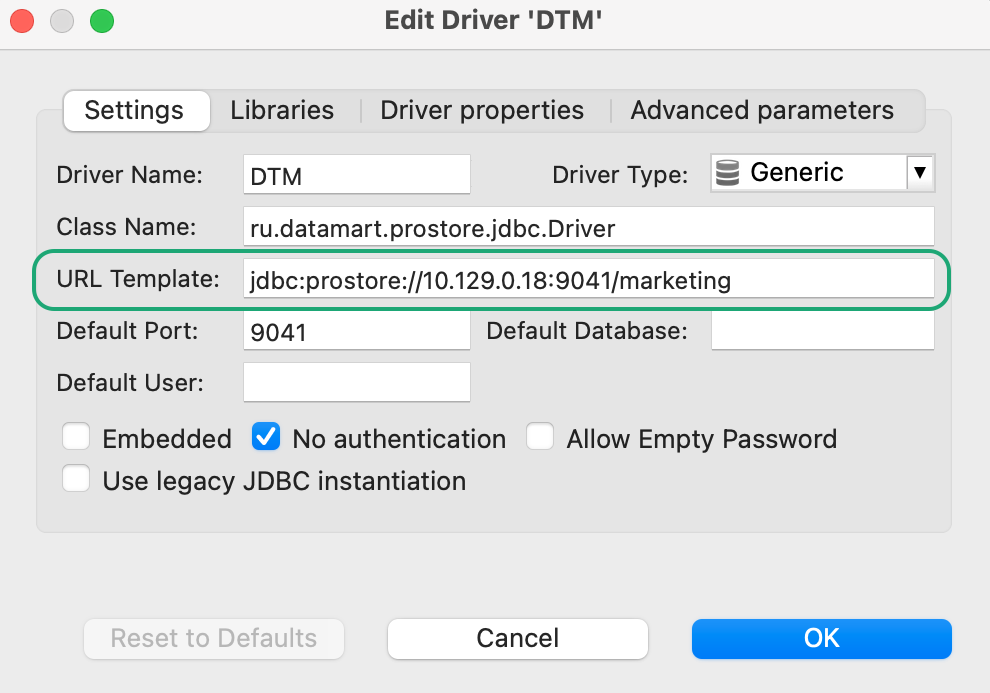 Edit Driver 'DTM'
Settings Libraries Driver properties Advanced parameters
Driver Name: DTM Driver Type: Generic
Class Name: ru.datamart.prostore.jdbc.Driver
URL Template: jdbc:prostore://10.129.0.18:9041/marketing
Default Port: 9041 Default Database:
Default User:
Embedded No authentication Allow Empty Password
Use legacy JDBC instantiation
Reset to Defaults Cancel OK